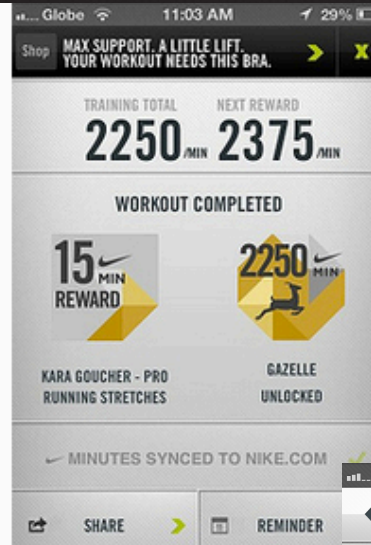 Globe 11:03 AM 29%
Shop
MAX SUPPORT. A LITTLE LIFT.
YOUR WORKOUT NEEDS THIS BRA.
X
TRAINING TOTAL NEXT REWARD
2250/MIN 2375/MIN
WORKOUT COMPLETED
15 MIN
REWARD
2250 MIN
KARA GOUCHER - PRO
RUNNING STRETCHES
GAZELLE
UNLOCKED
MINUTES SYNCED TO NIKE.COM
SHARE REMINDER